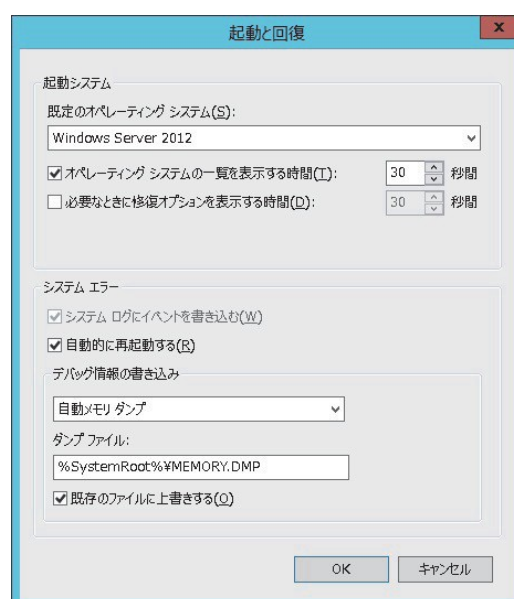 起動と回復
x
起動システム
既定のオペレーティング システム(S):
Windows Server 2012
オペレーティング システムの一覧を表示する時間(T): 30 秒間
必要なときに修復オプションを表示する時間(D): 30 秒間
システム エラー
システム ログにイベントを書き込む(W)
自動的に再起動する(R)
デバッグ情報の書き込み
自動メモリ ダンプ
ダンプ ファイル:
%SystemRoot%¥MEMORY.DMP
既存のファイルに上書きする(O)
OK キャンセル